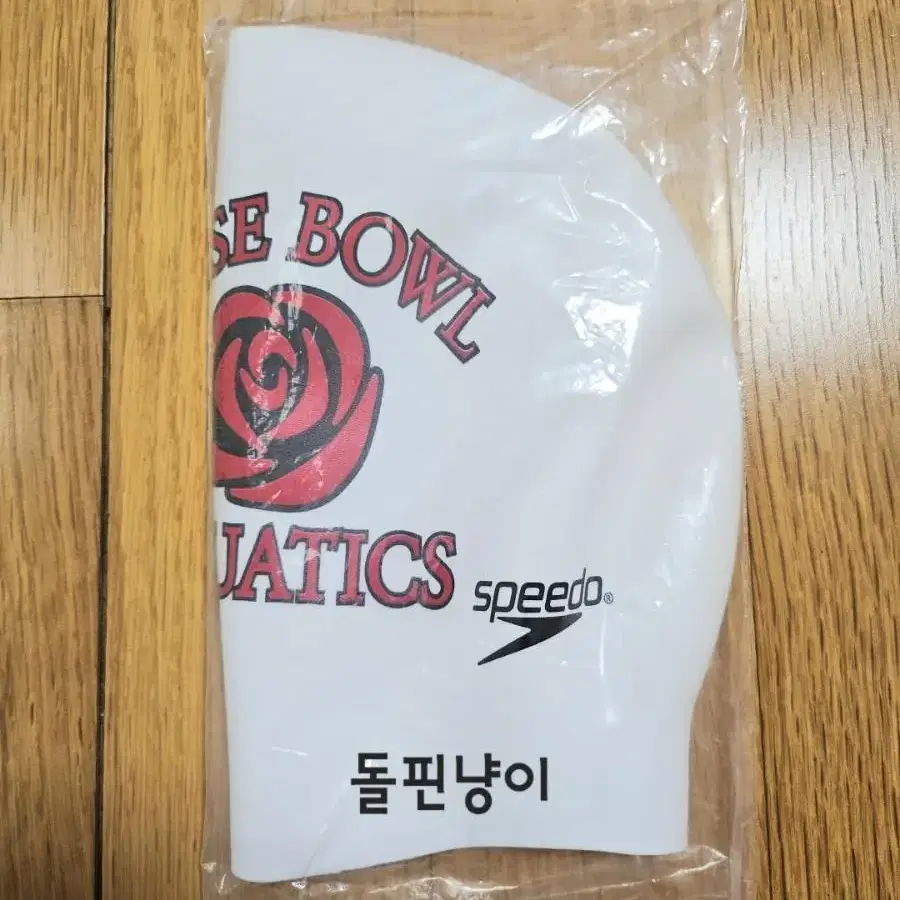 SE BOWL
UATICS
speedo®
돌핀냥이